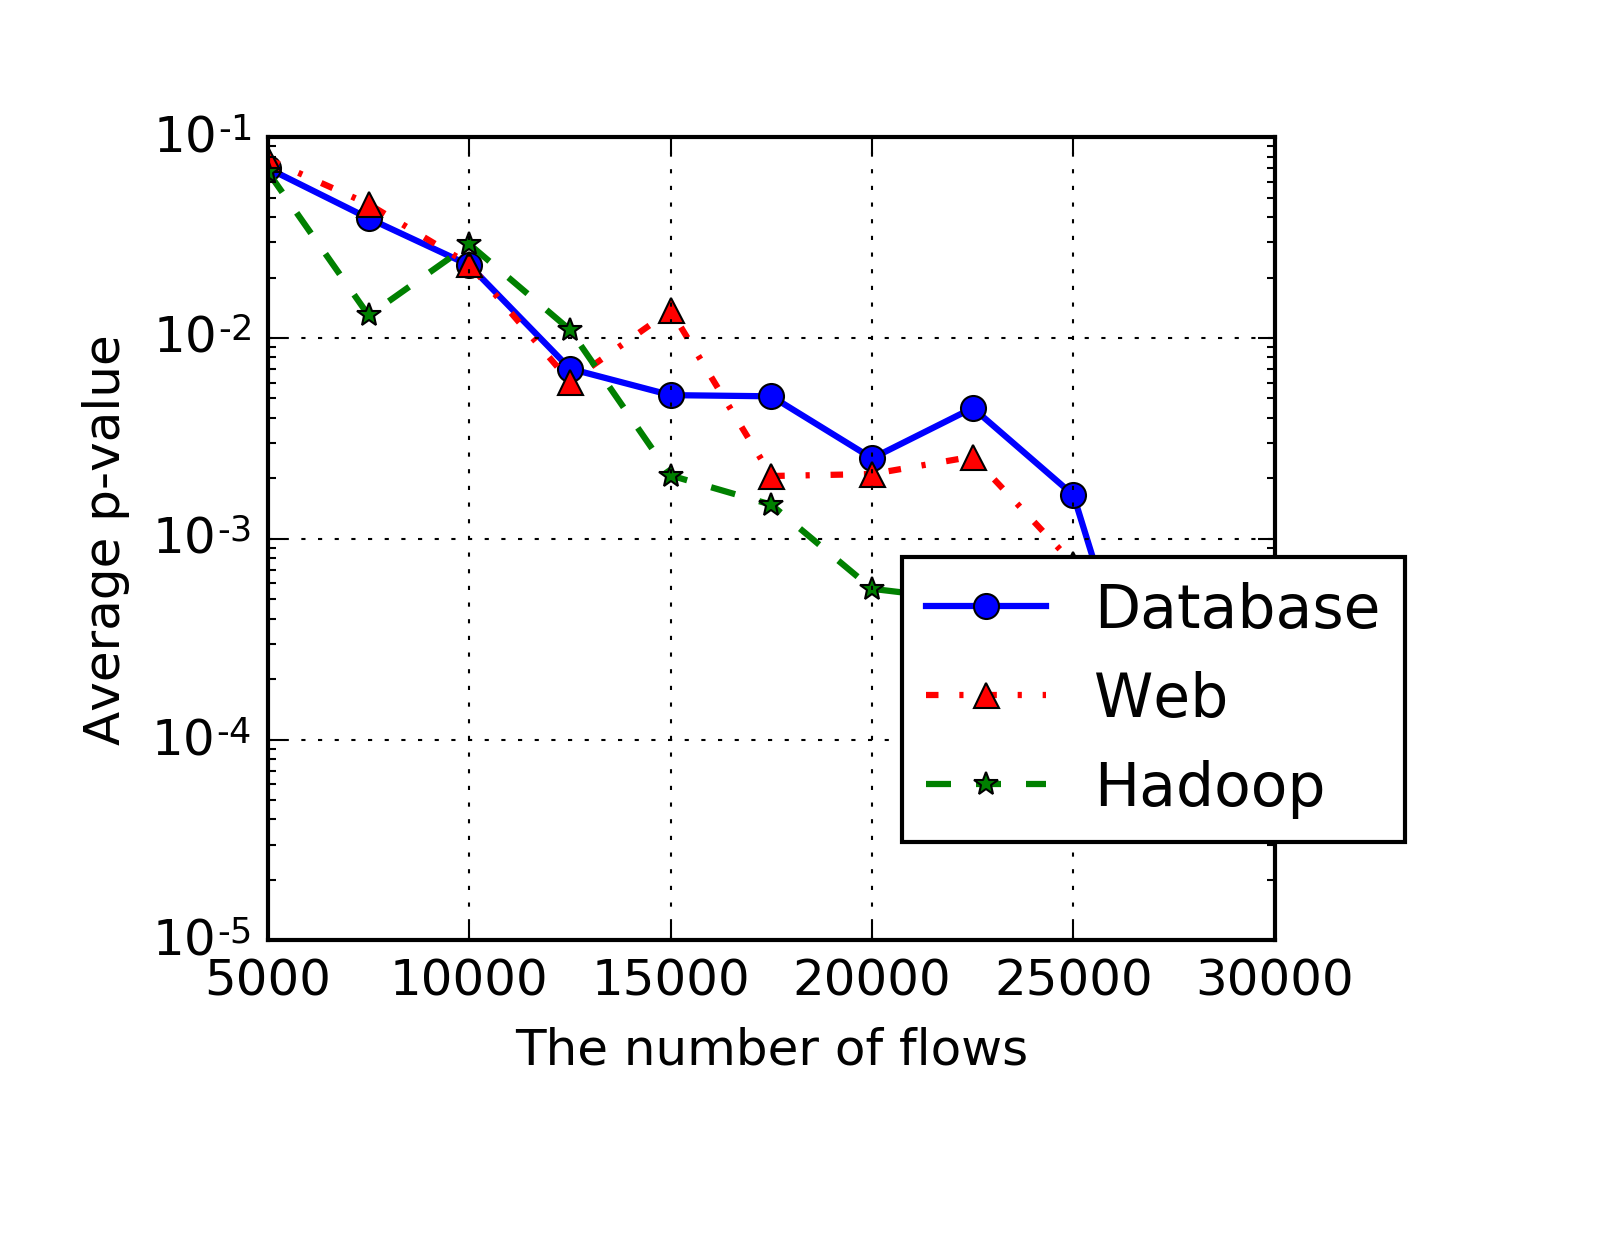 10-1
10-2
10-3
10-4
10-5
Average p-value
5000 10000 15000 20000 25000 30000
The number of flows
Database
Web
Hadoop